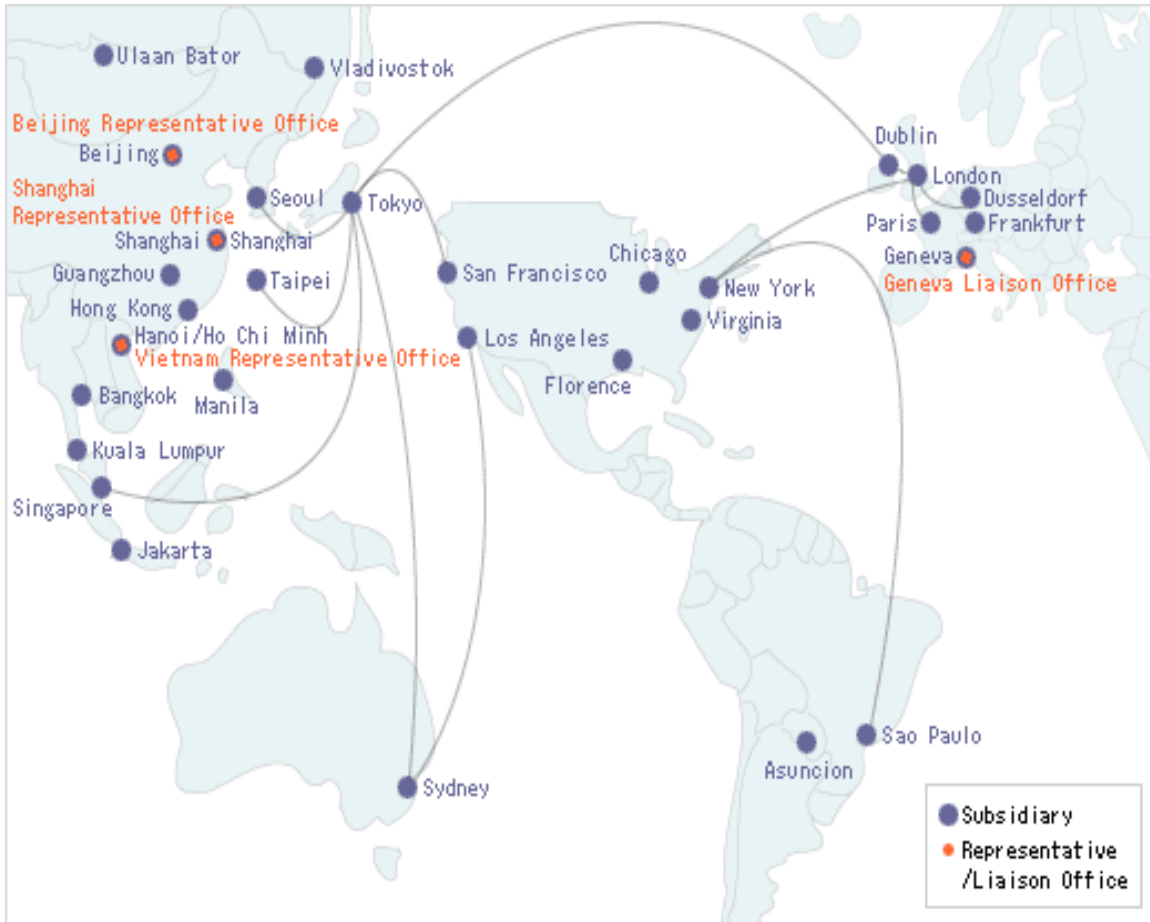 Ulaan Bator
Vladivostok
Beijing Representative Office
Beijing
Dublin
London
Shanghai
Representative Office
Seoul
Tokyo
Dusseldorf
Paris
Frankfurt
Shanghai
Shanghai
Chicago
Geneva
Guangzhou
Taipei
San Francisco
Geneva Liaison Office
New York
Hong Kong
Virginia
Hanoi/Ho Chi Minh
Los Angeles
Vietnam Representative Office
Florence
Bangkok
Manila
Kuala Lumpur
Singapore
Jakarta
Sao Paulo
Asuncion
Sydney
Subsidiary
Representative
/Liaison Office